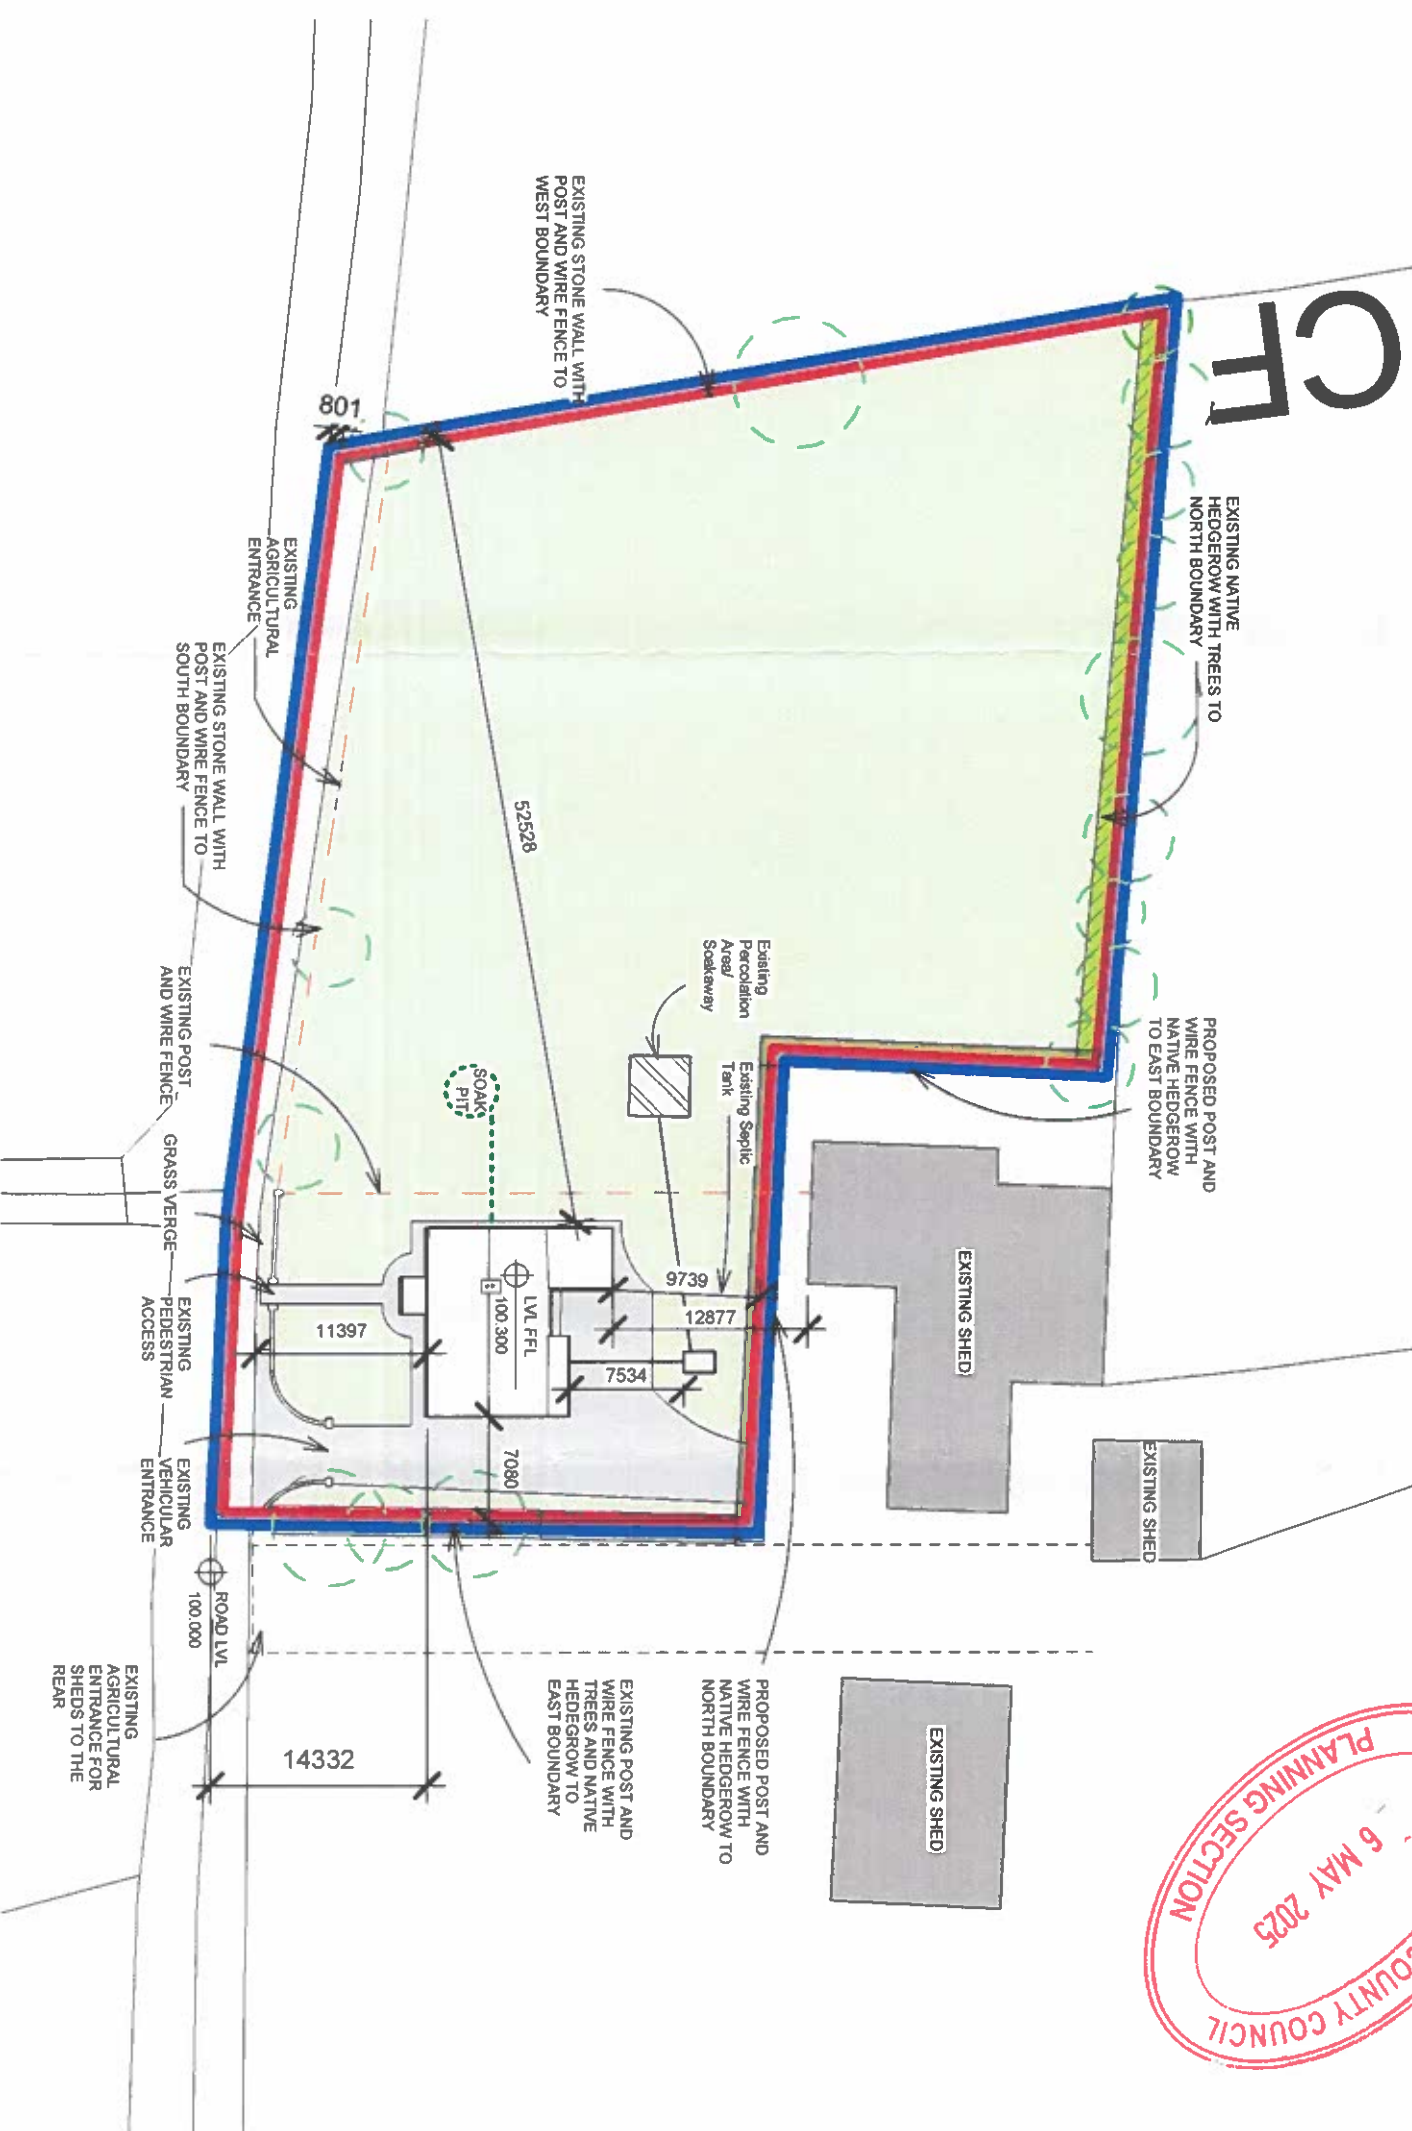 CF
EXISTING NATIVE
HEDGEROW WITH TREES TO
NORTH BOUNDARY
PROPOSED POST AND
WIRE FENCE WITH
NATIVE HEDGEROW
TO EAST BOUNDARY
EXISTING STONE WALL WITH
POST AND WIRE FENCE TO
WEST BOUNDARY
801
EXISTING
AGRICULTURAL
ENTRANCE
EXISTING STONE WALL WITH
POST AND WIRE FENCE TO
SOUTH BOUNDARY
52528
Existing
Percolation
Area/
Soakaway
Existing Septic
Tank
SOAK
PIT
EXISTING POST
AND WIRE FENCE
GRASS VERGE
EXISTING
PEDESTRIAN
ACCESS
EXISTING
VEHICULAR
ENTRANCE
LVL FFL
100.300
9739
12877
7534
11397
7080
EXISTING SHED
EXISTING SHED
EXISTING SHED
ROAD LVL
100.000
14332
EXISTING
AGRICULTURAL
ENTRANCE FOR
SHEDS TO THE
REAR
EXISTING POST AND
WIRE FENCE WITH
TREES AND NATIVE
HEDEGROW TO
EAST BOUNDARY
PROPOSED POST AND
WIRE FENCE WITH
NATIVE HEDGEROW TO
NORTH BOUNDARY
PLANNING SECTION
6 MAY 2025
COUNTY COUNCIL